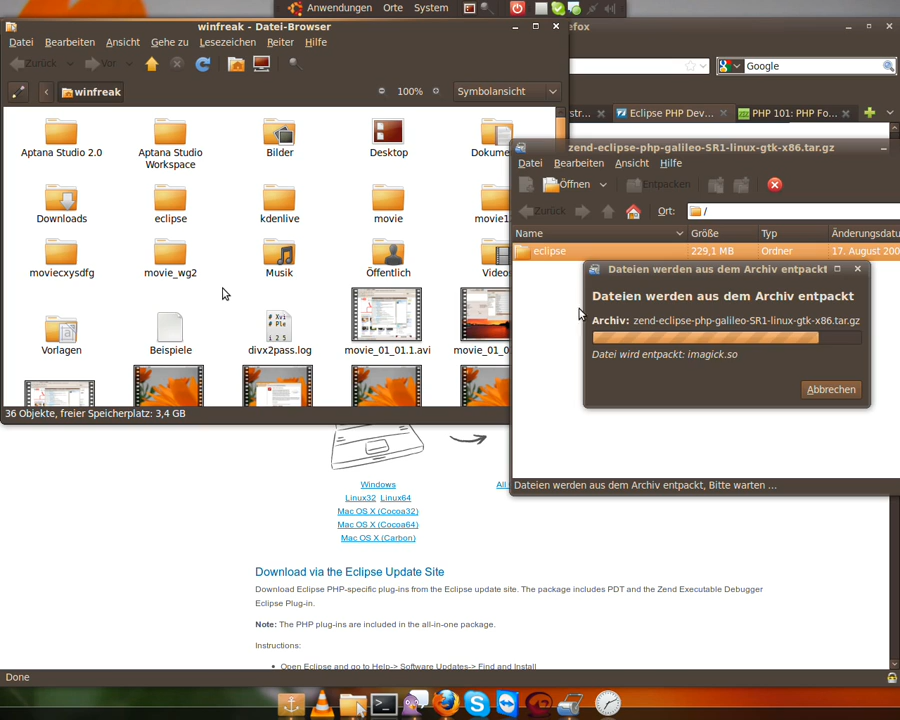 Anwendungen Orte System
winfreak - Datei-Browser
efox
Datei Bearbeiten Ansicht Gehe zu Lesezeichen Reiter Hilfe
Zurück Vor
Google
winfreak 100% Symbolansicht
str... Eclipse PHP Dev... PHP 101: PHP Fo...
Aptana Studio 2.0
Aptana Studio Workspace
Bilder
Desktop
Dokume
Downloads
eclipse
kdenlive
movie
movie1
moviecxysdfg
movie_wg2
Musik
Öffentlich
Videos
Vorlagen
Beispiele
divx2pass.log
movie_01_01.1.avi
movie_01_0
36 Objekte, freier Speicherplatz: 3,4 GB
zend-eclipse-php-galileo-SR1-linux-gtk-x86.tar.gz
Datei Bearbeiten Ansicht Hilfe
Öffnen Entpacken
Zurück Ort: /
Name Größe Typ Änderungsdatu
eclipse 229,1 MB Ordner 17. August 200
Dateien werden aus dem Archiv entpackt
Dateien werden aus dem Archiv entpackt
Archiv: zend-eclipse-php-galileo-SR1-linux-gtk-x86.tar.gz
Datei wird entpackt: imagick.so
Abbrechen
Dateien werden aus dem Archiv entpackt, Bitte warten ...
Windows
All
Linux32 Linux64
Mac OS X (Cocoa32)
Mac OS X (Cocoa64)
Mac OS X (Carbon)
Download via the Eclipse Update Site
Download Eclipse PHP-specific plug-ins from the Eclipse update site. The package includes PDT and the Zend Executable Debugger
Eclipse Plug-in.
Note: The PHP plug-ins are included in the all-in-one package.
Instructions:
Open Eclipse and go to Help-> Software Updates-> Find and Install
Done